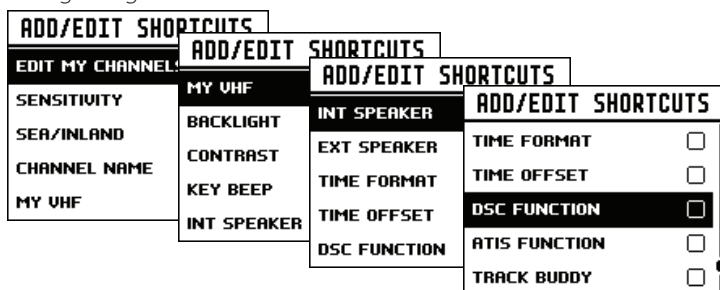 ADD/EDIT SHORTCUTS
EDIT MY CHANNELS
SENSITIVITY
SEA/INLAND
CHANNEL NAME
MY VHF
ADD/EDIT SHORTCUTS
MY VHF
BACKLIGHT
CONTRAST
KEY BEEP
INT SPEAKER
ADD/EDIT SHORTCUTS
INT SPEAKER
EXT SPEAKER
TIME FORMAT
TIME OFFSET
DSC FUNCTION
ADD/EDIT SHORTCUTS
TIME FORMAT
TIME OFFSET
DSC FUNCTION
ATIS FUNCTION
TRACK BUDDY